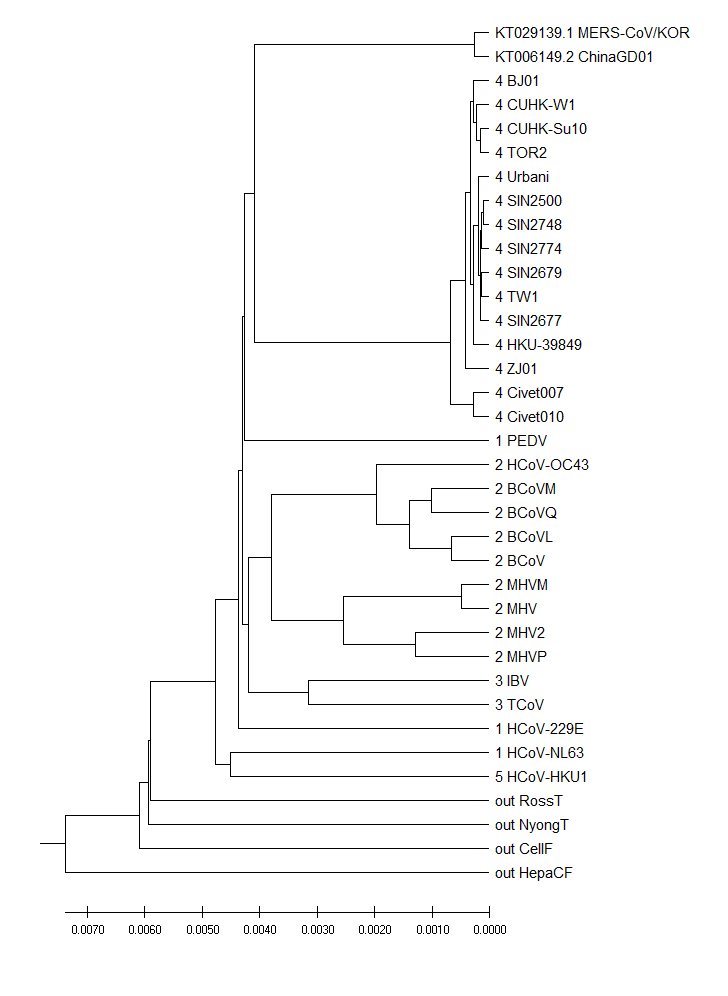 KT029139.1 MERS-CoV/KOR
KT006149.2 ChinaGD01
4 BJ01
4 CUHK-W1
4 CUHK-Su10
4 TOR2
4 Urbani
4 SIN2500
4 SIN2748
4 SIN2774
4 SIN2679
4 TW1
4 SIN2677
4 HKU-39849
4 ZJ01
4 Civet007
4 Civet010
1 PEDV
2 HCoV-OC43
2 BCoVM
2 BCoVQ
2 BCoVL
2 BCoV
2 MHVM
2 MHV
2 MHV2
2 MHVP
3 IBV
3 TCoV
1 HCoV-229E
1 HCoV-NL63
5 HCoV-HKU1
out RossT
out NyongT
out CellF
out HepaCF
0.0070 0.0060 0.0050 0.0040 0.0030 0.0020 0.0010 0.0000